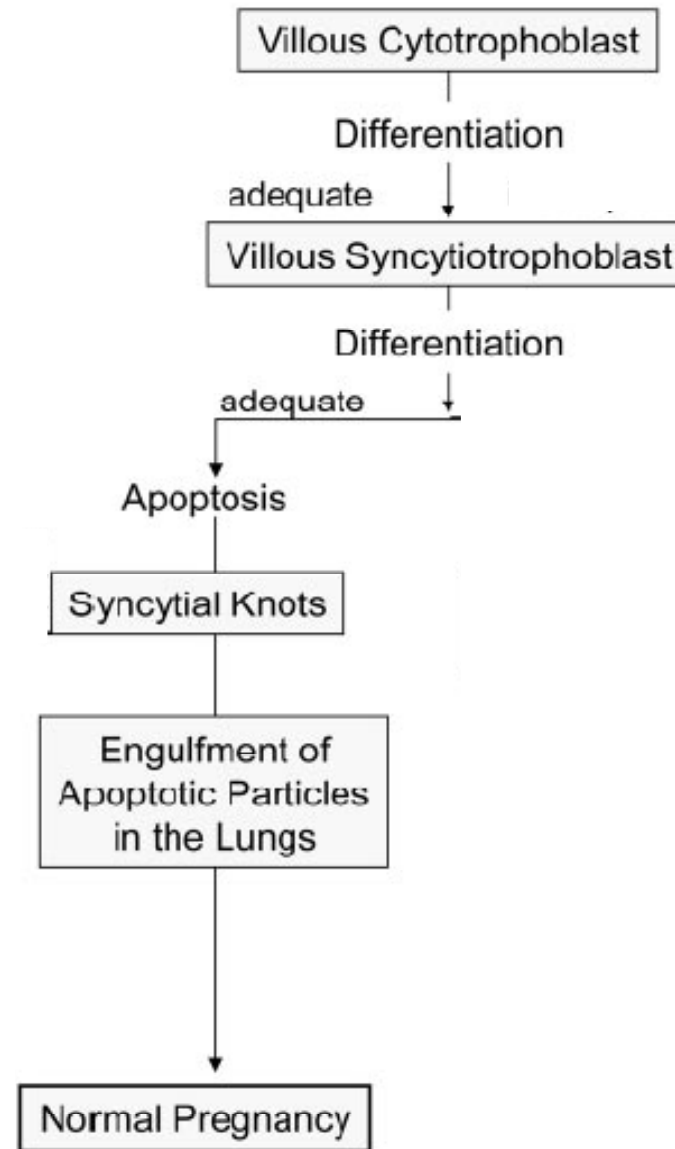 Villous Cytotrophoblast
Differentiation
adequate
Villous Syncytiotrophoblast
Differentiation
adequate
Apoptosis
Syncytial Knots
Engulfment of
Apoptotic Particles
in the Lungs
Normal Pregnancy